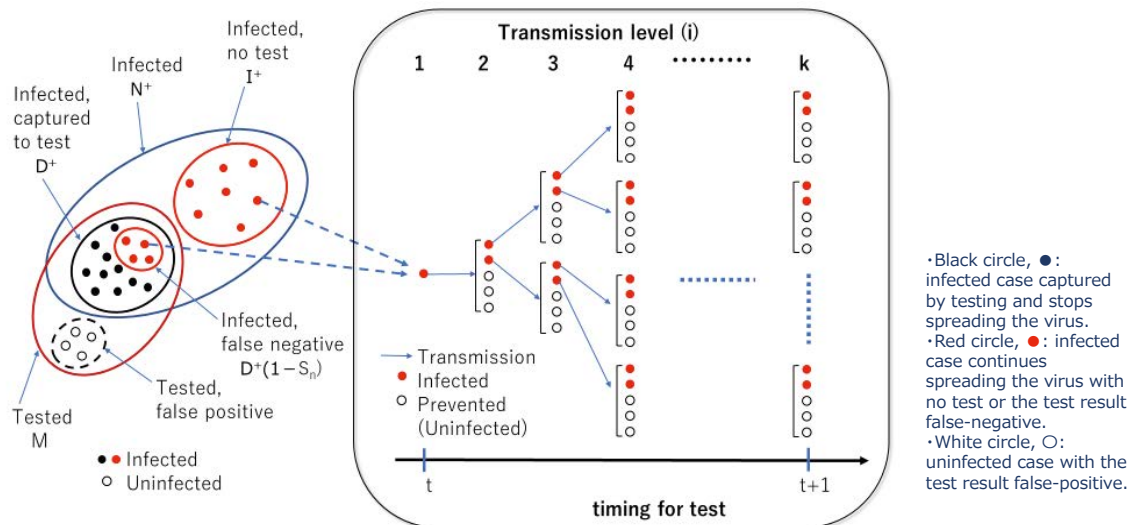 Infected,
no test
I⁺
Infected
N⁺
Infected,
captured
to test
D⁺
Infected,
false negative
D⁺(1−Sₙ)
Tested,
false positive
Tested
M
●● Infected
○ Uninfected
Transmission level (i)
1 2 3 4 ········· k
Transmission
● Infected
○ Prevented
(Uninfected)
t t+1
timing for test
・Black circle, ●:
infected case captured
by testing and stops
spreading the virus.
・Red circle, ●: infected
case continues
spreading the virus with
no test or the test result
false-negative.
・White circle, ○:
uninfected case with the
test result false-positive.